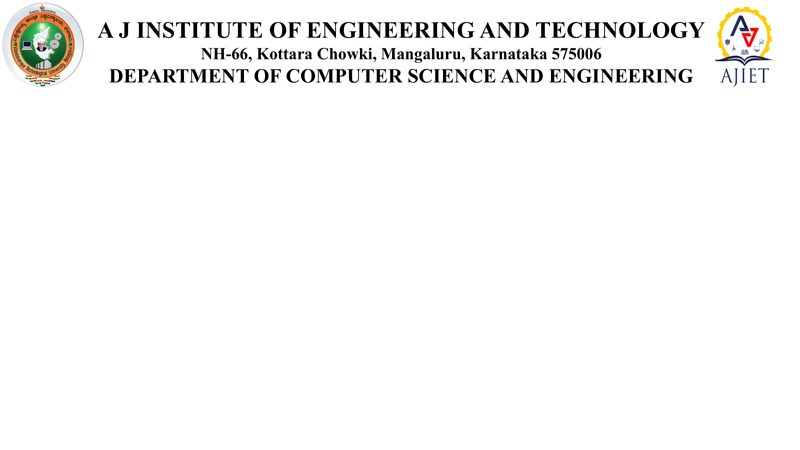 A J INSTITUTE OF ENGINEERING AND TECHNOLOGY
NH-66, Kottara Chowki, Mangaluru, Karnataka 575006
DEPARTMENT OF COMPUTER SCIENCE AND ENGINEERING
AJIET